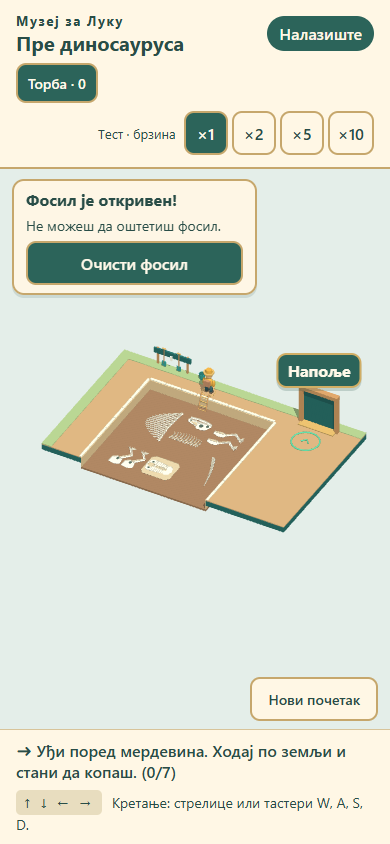 Музеј за Луку
Пре диносауруса
Налазиште
Торба · 0
Тест · брзина
×1
×2
×5
×10
Фосил је откривен!
Не можеш да оштетиш фосил.
Очисти фосил
Напоље
Нови почетак
→ Уђи поред мердевина. Ходај по земљи и
стани да копаш. (0/7)
↑ ↓ ← → Кретање: стрелице или тастери W, A, S,
D.